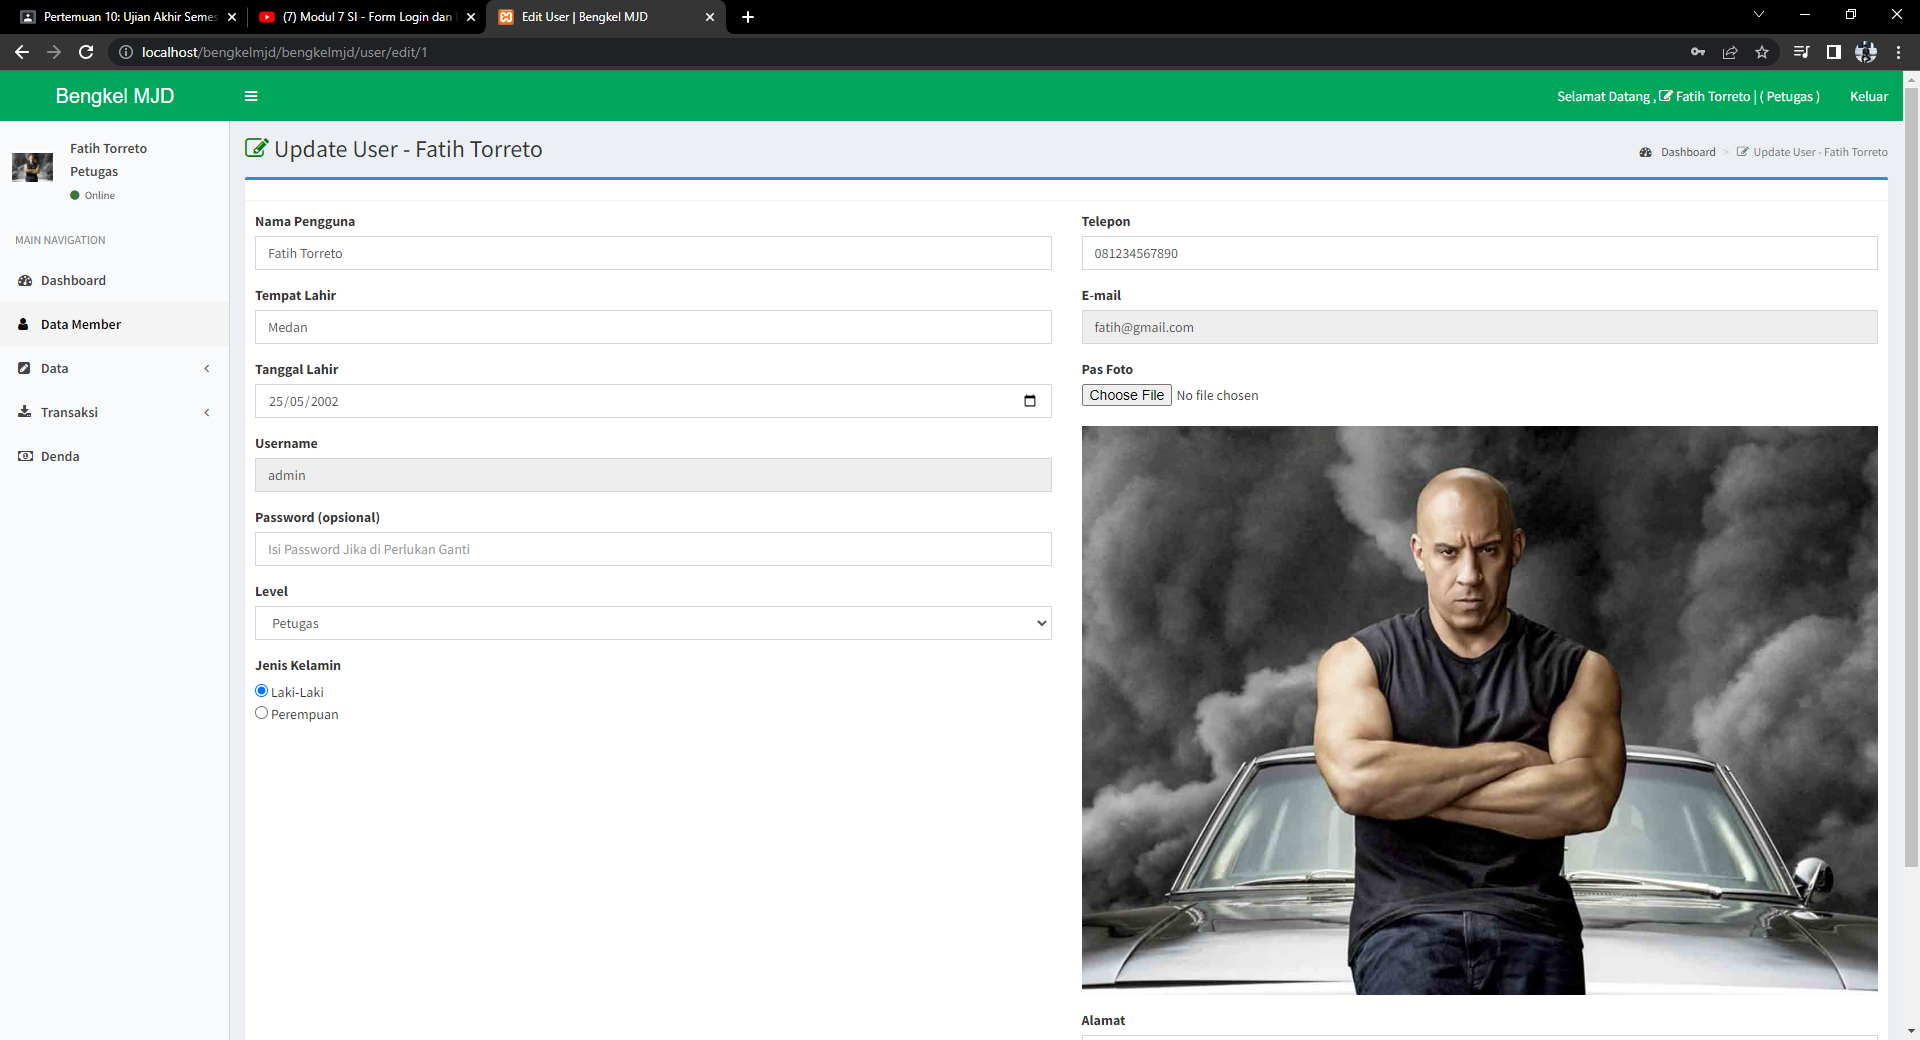 Pertemuan 10: Ujian Akhir Semes
(7) Modul 7 SI - Form Login dan
Edit User | Bengkel MJD
localhost/bengkelmjd/bengkelmjd/user/edit/1
Bengkel MJD
Selamat Datang , Fatih Torreto | ( Petugas )
Keluar
Fatih Torreto
Petugas
Online
MAIN NAVIGATION
Dashboard
Data Member
Data
Transaksi
Denda
Update User - Fatih Torreto
Dashboard > Update User - Fatih Torreto
Nama Pengguna
Fatih Torreto
Tempat Lahir
Medan
Tanggal Lahir
25/05/2002
Username
admin
Password (opsional)
Isi Password Jika di Perlukan Ganti
Level
Petugas
Jenis Kelamin
Laki-Laki
Perempuan
Telepon
081234567890
E-mail
fatih@gmail.com
Pas Foto
Choose File No file chosen
Alamat